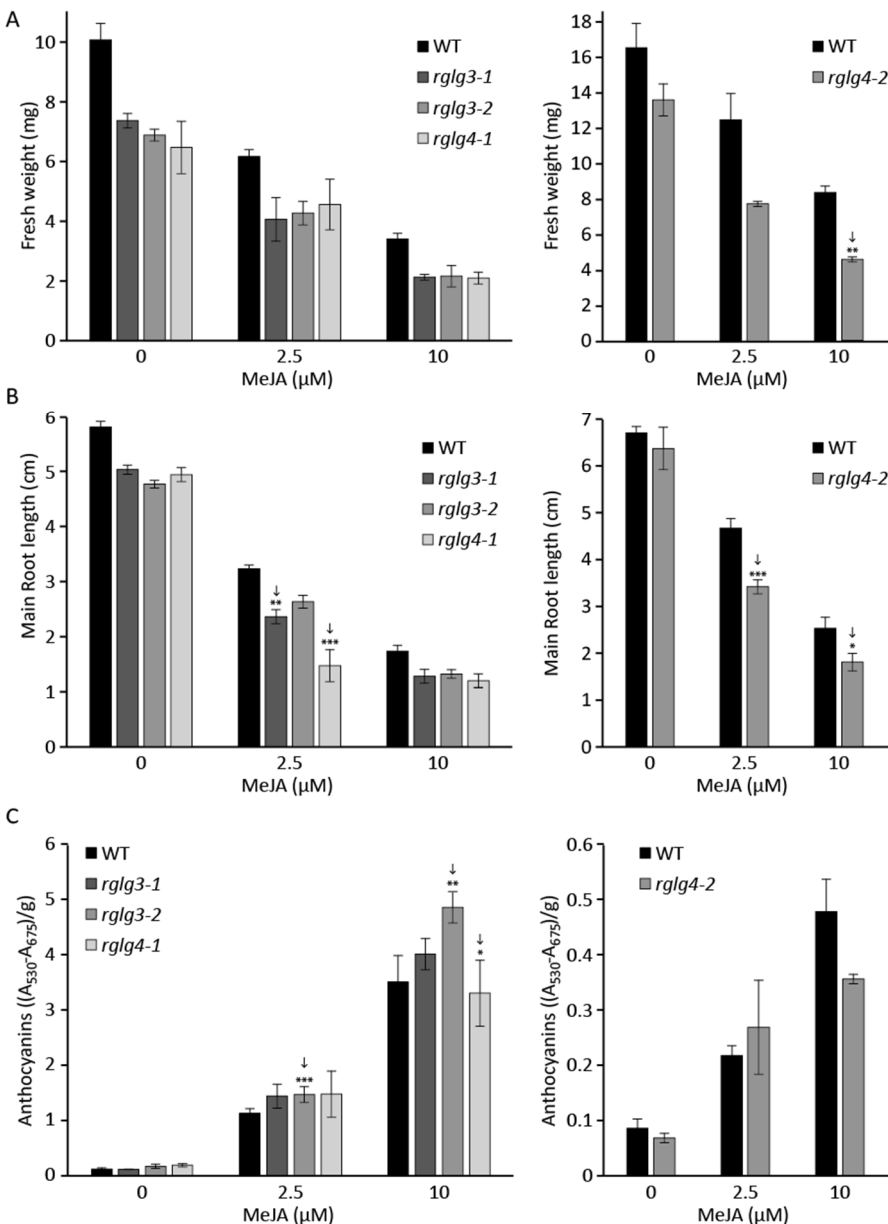 A
Fresh weight (mg)
10
8
6
4
2
0
WT
rglg3-1
rglg3-2
rglg4-1
0
2.5
10
MeJA (µM)
Fresh weight (mg)
18
16
14
12
10
8
6
4
2
0
WT
rglg4-2
↓
**
0
2.5
10
MeJA (µM)
B
Main Root length (cm)
6
5
4
3
2
1
0
WT
rglg3-1
rglg3-2
rglg4-1
↓
**
↓
***
0
2.5
10
MeJA (µM)
Main Root length (cm)
7
6
5
4
3
2
1
0
WT
rglg4-2
↓
***
↓
*
0
2.5
10
MeJA (µM)
C
Anthocyanins ((A530-A675)/g)
6
5
4
3
2
1
0
WT
rglg3-1
rglg3-2
rglg4-1
↓
***
↓
**
↓
*
0
2.5
10
MeJA (µM)
Anthocyanins ((A530-A675)/g)
0.6
0.5
0.4
0.3
0.2
0.1
0
WT
rglg4-2
0
2.5
10
MeJA (µM)